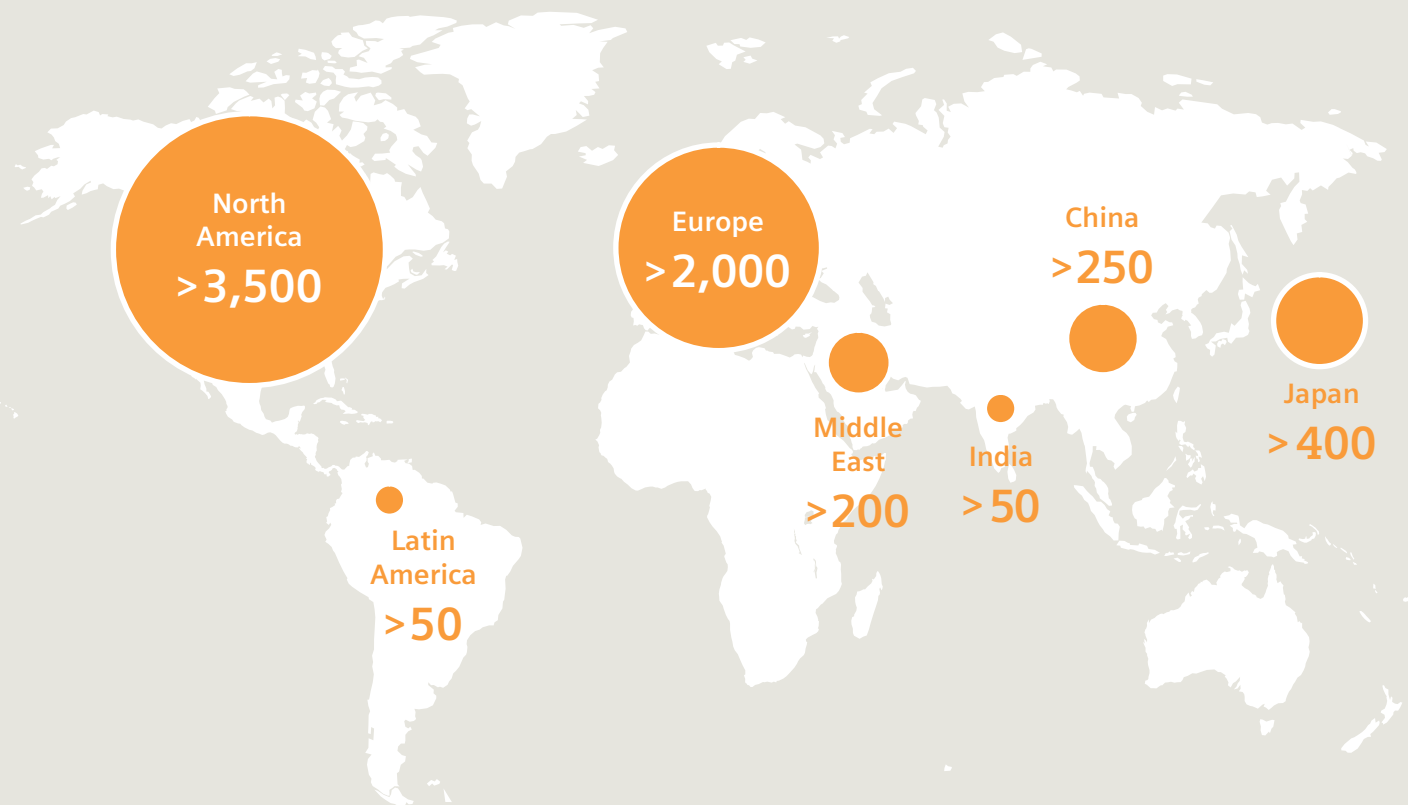 North
America
>3,500
Europe
>2,000
China
>250
Japan
>400
Middle
East
>200
India
>50
Latin
America
>50